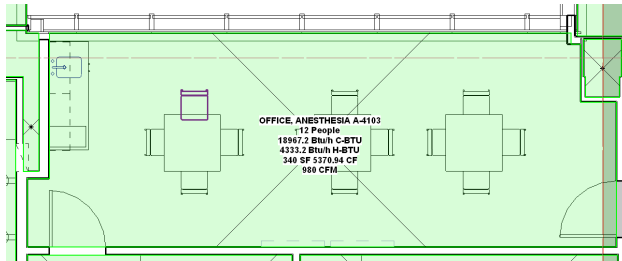 OFFICE, ANESTHESIA A-4103
12 People
18967.2 Btu/h C-BTU
4333.2 Btu/h H-BTU
340 SF 5370.94 CF
980 CFM